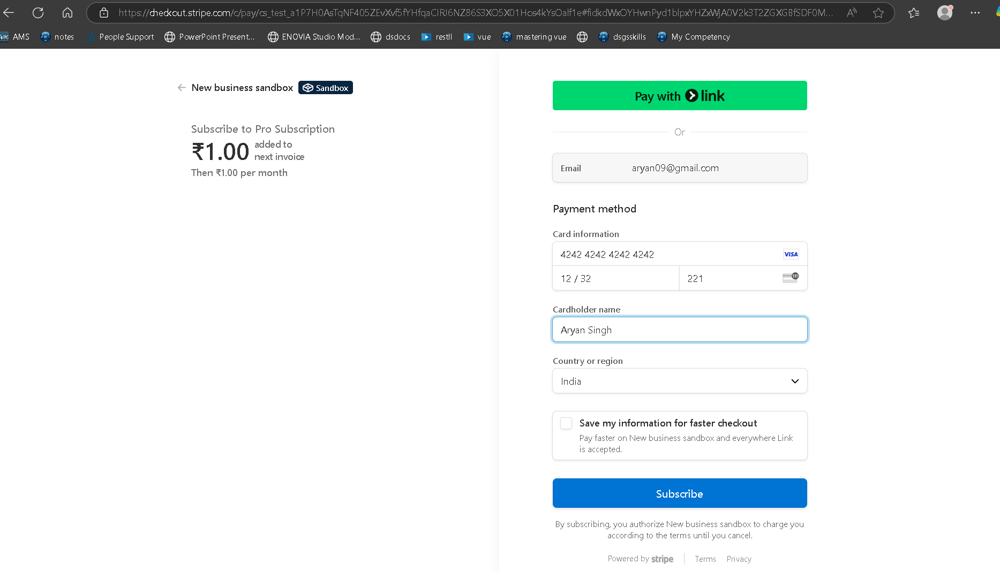 https://checkout.stripe.com/c/pay/cs_test_a1P7H0AsTqNF405ZEvXvf5fYHfqaCIRJ6NZ86S3XO5X01Hos4kYsOalf1e#fidkdWxOYHwnPyd1blpxYHZxWJA0V2k3T2ZGXGBfSDF0M...
AMS notes People Support PowerPoint Present... ENOVIA Studio Mod... dsdocs restll vue mastering vue dsgsskills My Competency
New business sandbox Sandbox
Subscribe to Pro Subscription
₹1.00 added to
next invoice
Then ₹1.00 per month
Pay with link
Or
Email aryan09@gmail.com
Payment method
Card information
4242 4242 4242 4242 VISA
12 / 32 221 135
Cardholder name
Aryan Singh
Country or region
India
Save my information for faster checkout
Pay faster on New business sandbox and everywhere Link
is accepted.
Subscribe
By subscribing, you authorize New business sandbox to charge you
according to the terms until you cancel.
Powered by stripe Terms Privacy